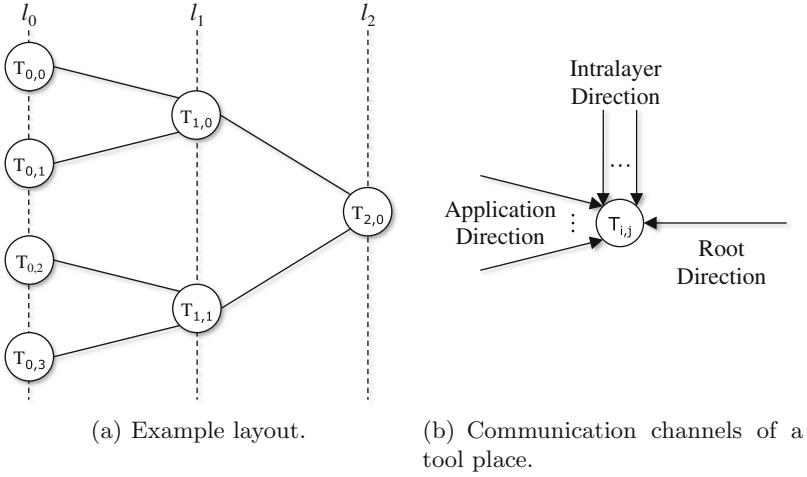 l₀ l₁ l₂
T₀,₀
T₁,₀
T₀,₁
T₂,₀
T₀,₂
T₁,₁
T₀,₃
(a) Example layout.
Intralayer
Direction
...
Application
Direction
⋮
Tᵢ,ⱼ
Root
Direction
(b) Communication channels of a
tool place.